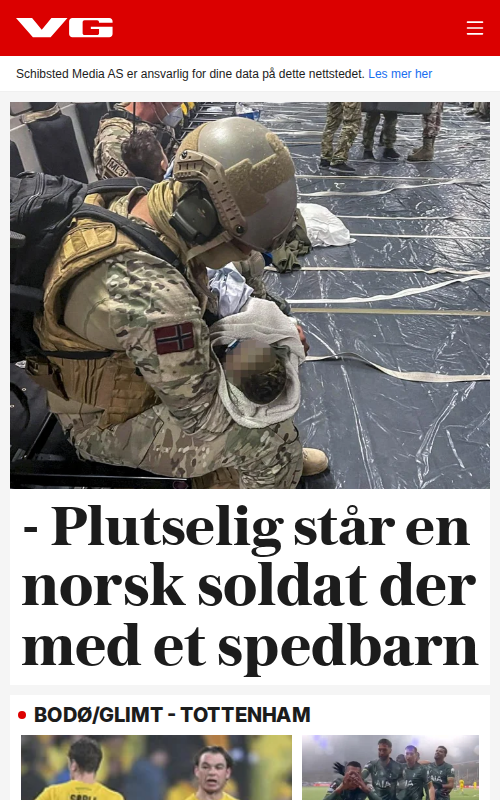 VG
Schibsted Media AS er ansvarlig for dine data på dette nettstedet. Les mer her
- Plutselig står en
norsk soldat der
med et spedbarn
BODØ/GLIMT - TOTTENHAM